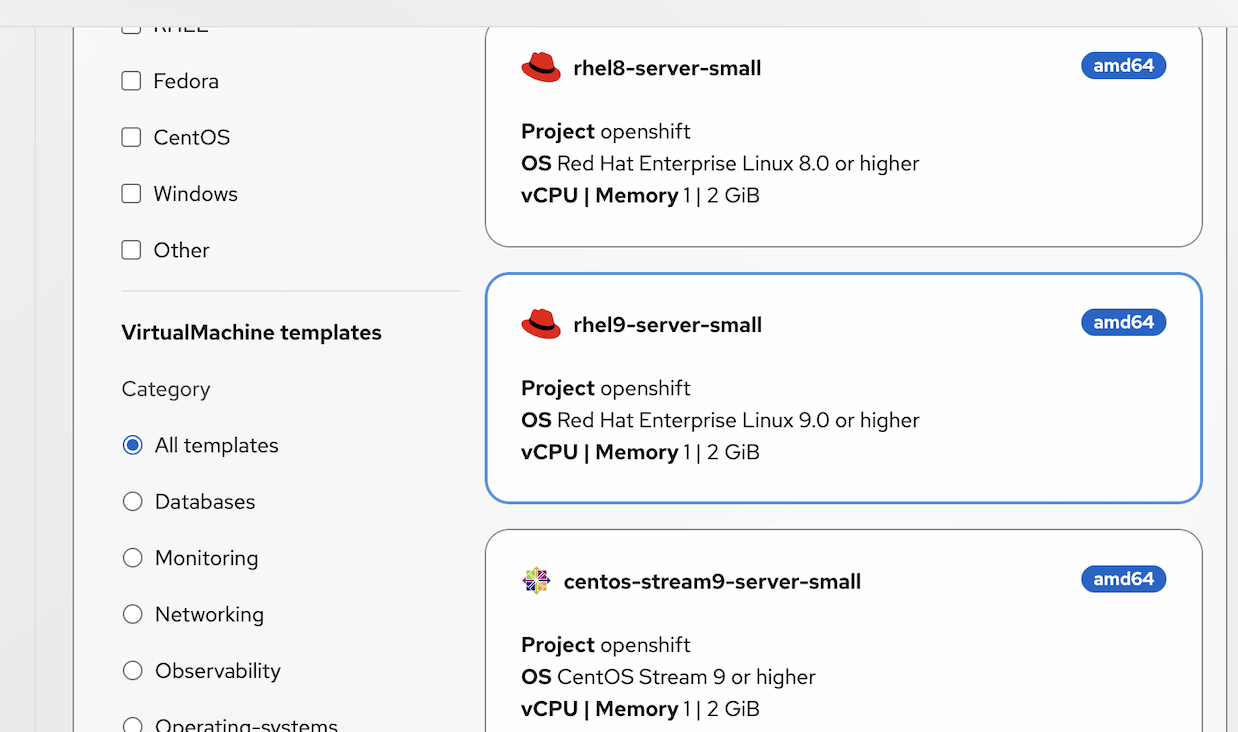 RHEL
Fedora
CentOS
Windows
Other
VirtualMachine templates
Category
All templates
Databases
Monitoring
Networking
Observability
Operating-systems
rhel8-server-small
amd64
Project openshift
OS Red Hat Enterprise Linux 8.0 or higher
vCPU | Memory 1 | 2 GiB
rhel9-server-small
amd64
Project openshift
OS Red Hat Enterprise Linux 9.0 or higher
vCPU | Memory 1 | 2 GiB
centos-stream9-server-small
amd64
Project openshift
OS CentOS Stream 9 or higher
vCPU | Memory 1 | 2 GiB